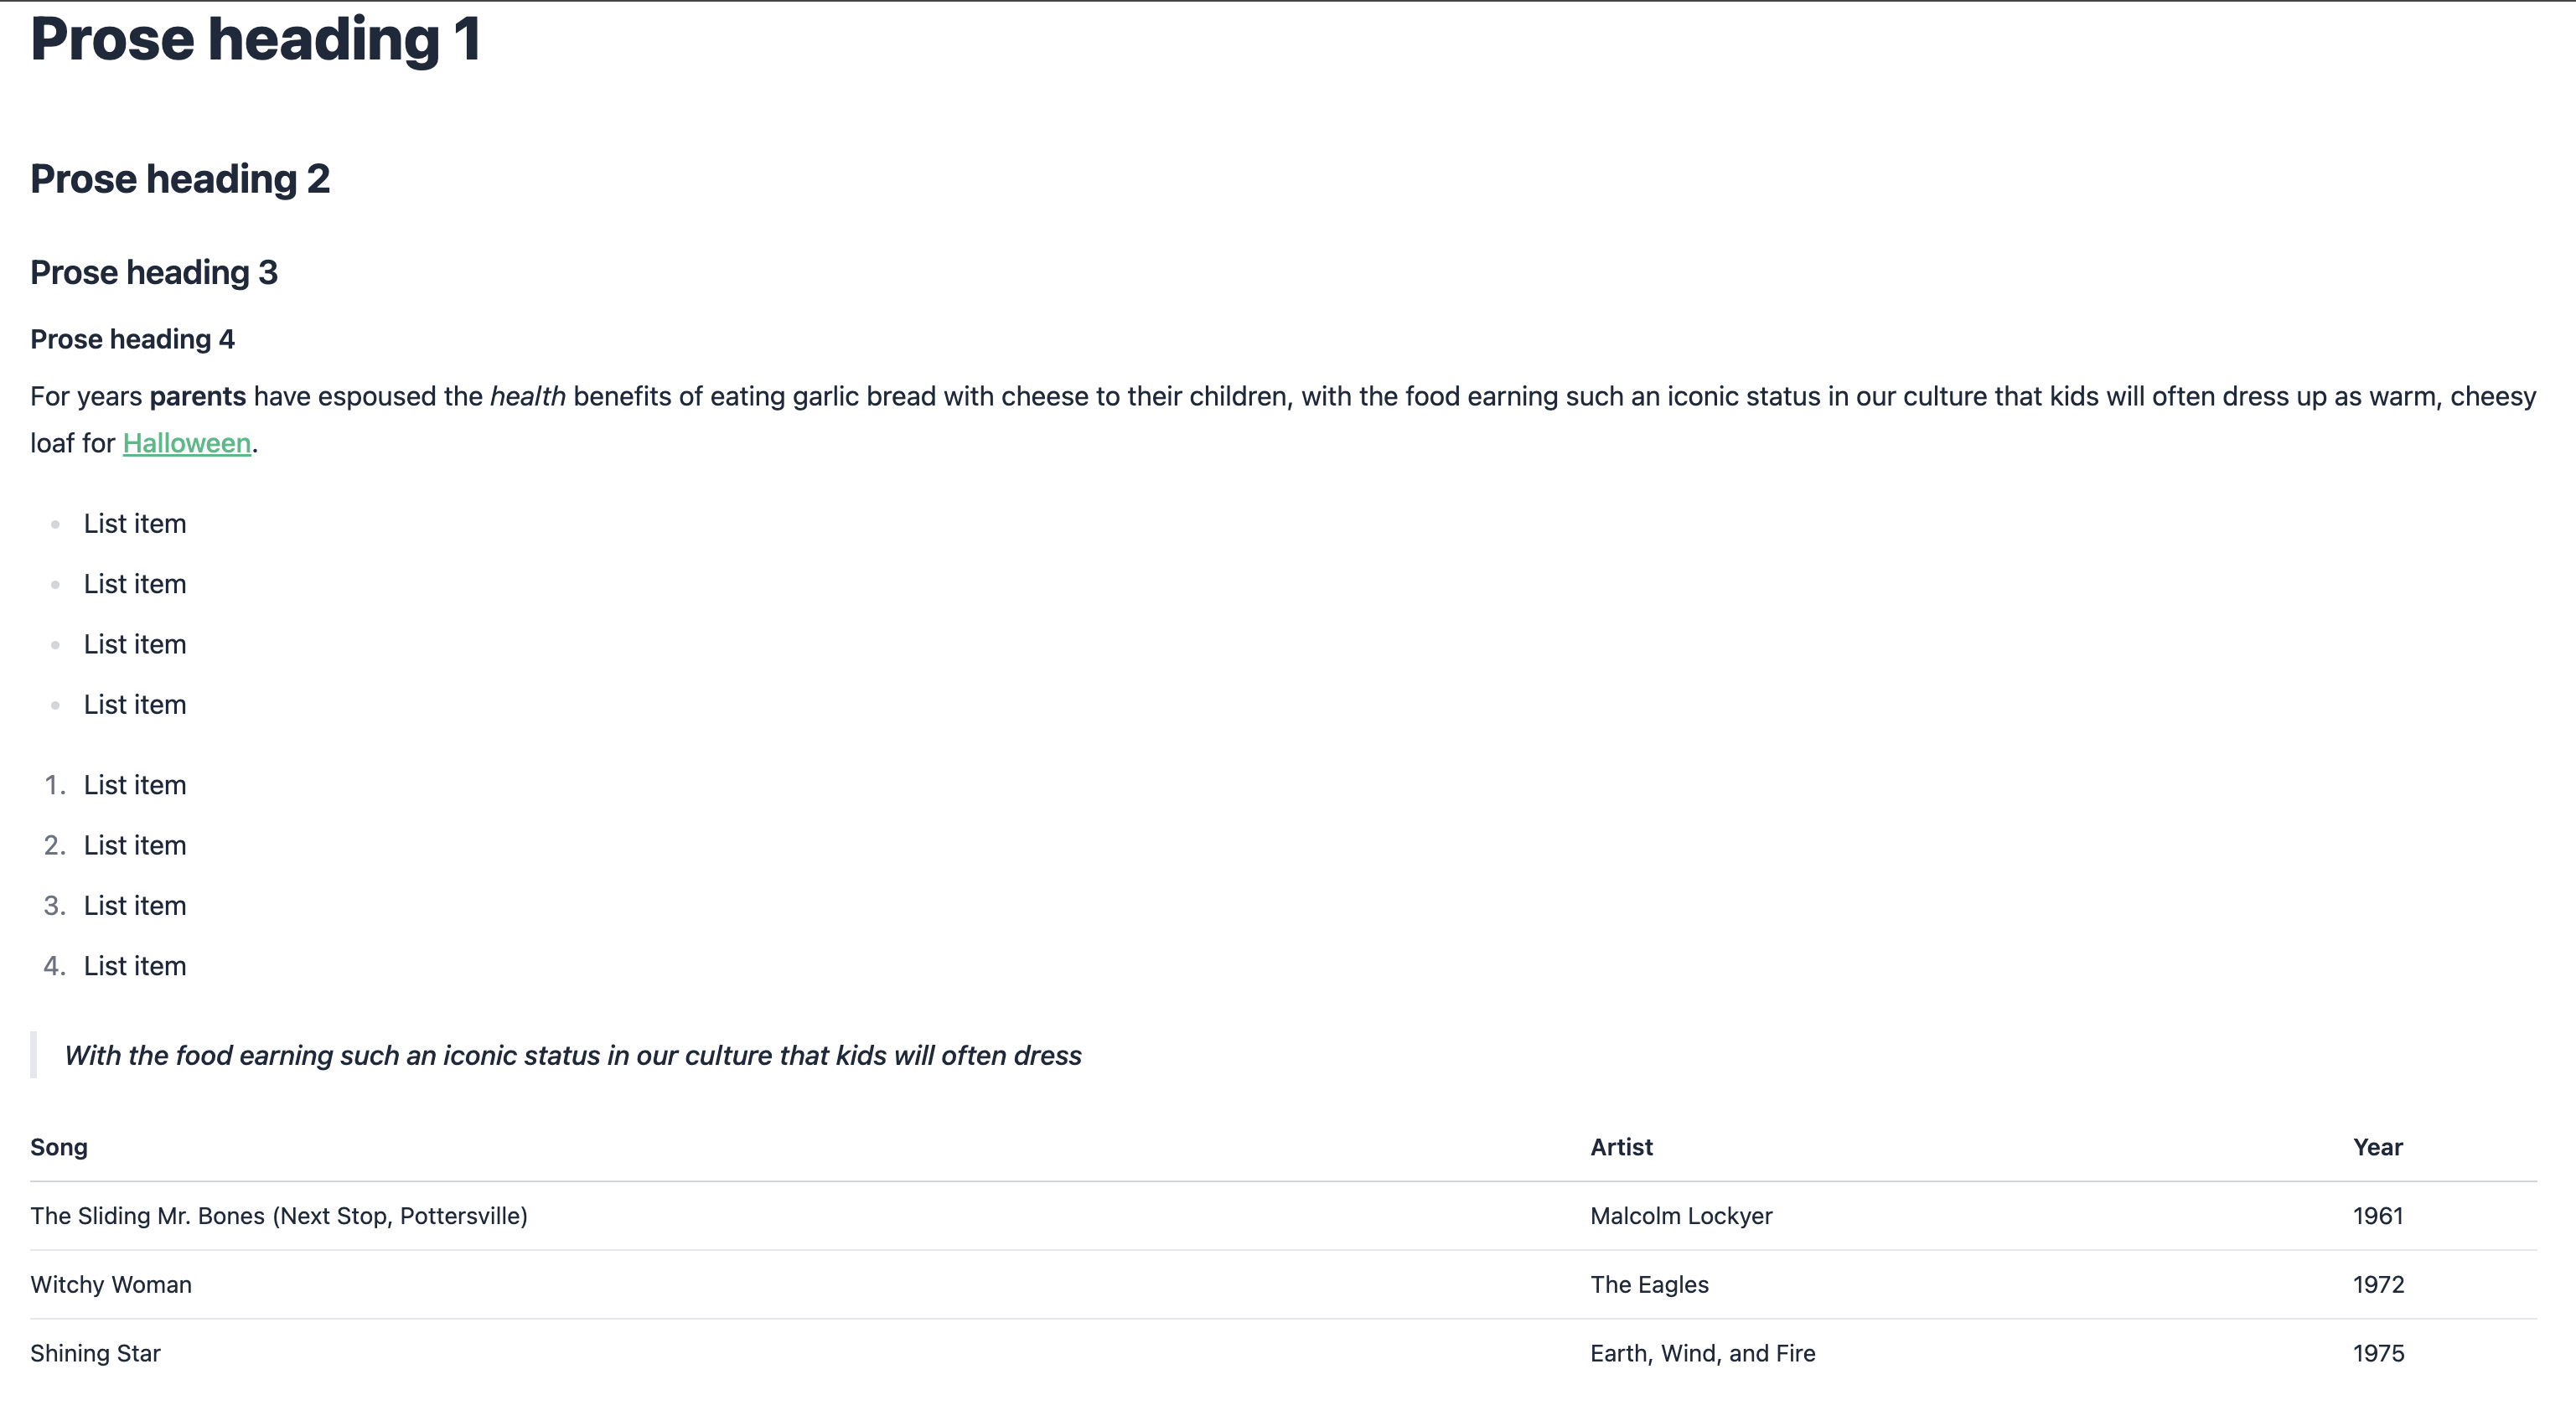 Prose heading 1
Prose heading 2
Prose heading 3
Prose heading 4
For years parents have espoused the health benefits of eating garlic bread with cheese to their children, with the food earning such an iconic status in our culture that kids will often dress up as warm, cheesy
loaf for Halloween.
• List item
• List item
• List item
• List item
1. List item
2. List item
3. List item
4. List item
With the food earning such an iconic status in our culture that kids will often dress
Song Artist Year
The Sliding Mr. Bones (Next Stop, Pottersville) Malcolm Lockyer 1961
Witchy Woman The Eagles 1972
Shining Star Earth, Wind, and Fire 1975